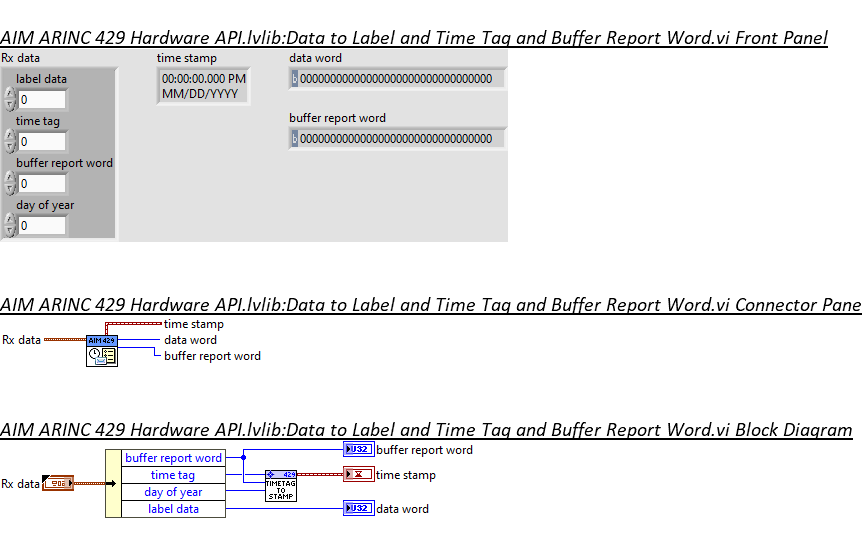 AIM ARINC 429 Hardware API.lvlib:Data to Label and Time Tag and Buffer Report Word.vi Front Panel
Rx data
time stamp
data word
label data
0
00:00:00.000 PM
MM/DD/YYYY
b 00000000000000000000000000000000
time tag
0
buffer report word
b 00000000000000000000000000000000
buffer report word
0
day of year
0
AIM ARINC 429 Hardware API.lvlib:Data to Label and Time Tag and Buffer Report Word.vi Connector Pane
time stamp
Rx data
AIM429
data word
buffer report word
AIM ARINC 429 Hardware API.lvlib:Data to Label and Time Tag and Buffer Report Word.vi Block Diagram
buffer report word
U32
buffer report word
Rx data
time tag
429
TIMETAG
TO
STAMP
time stamp
day of year
label data
U32
data word